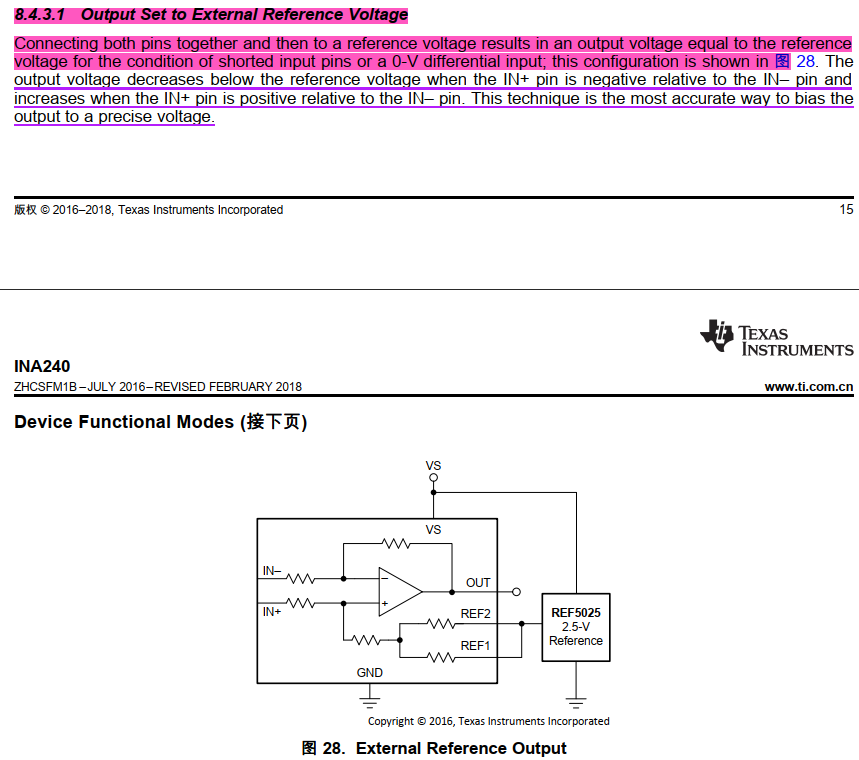 8.4.3.1 Output Set to External Reference Voltage
Connecting both pins together and then to a reference voltage results in an output voltage equal to the reference
voltage for the condition of shorted input pins or a 0-V differential input; this configuration is shown in 图 28. The
output voltage decreases below the reference voltage when the IN+ pin is negative relative to the IN– pin and
increases when the IN+ pin is positive relative to the IN– pin. This technique is the most accurate way to bias the
output to a precise voltage.
版权 © 2016–2018, Texas Instruments Incorporated
15
TEXAS
INSTRUMENTS
INA240
ZHCSFM1B –JULY 2016–REVISED FEBRUARY 2018
www.ti.com.cn
Device Functional Modes (接下页)
VS
VS
IN–
–
OUT
IN+
+
REF2
REF1
GND
REF5025
2.5-V
Reference
Copyright © 2016, Texas Instruments Incorporated
图 28. External Reference Output